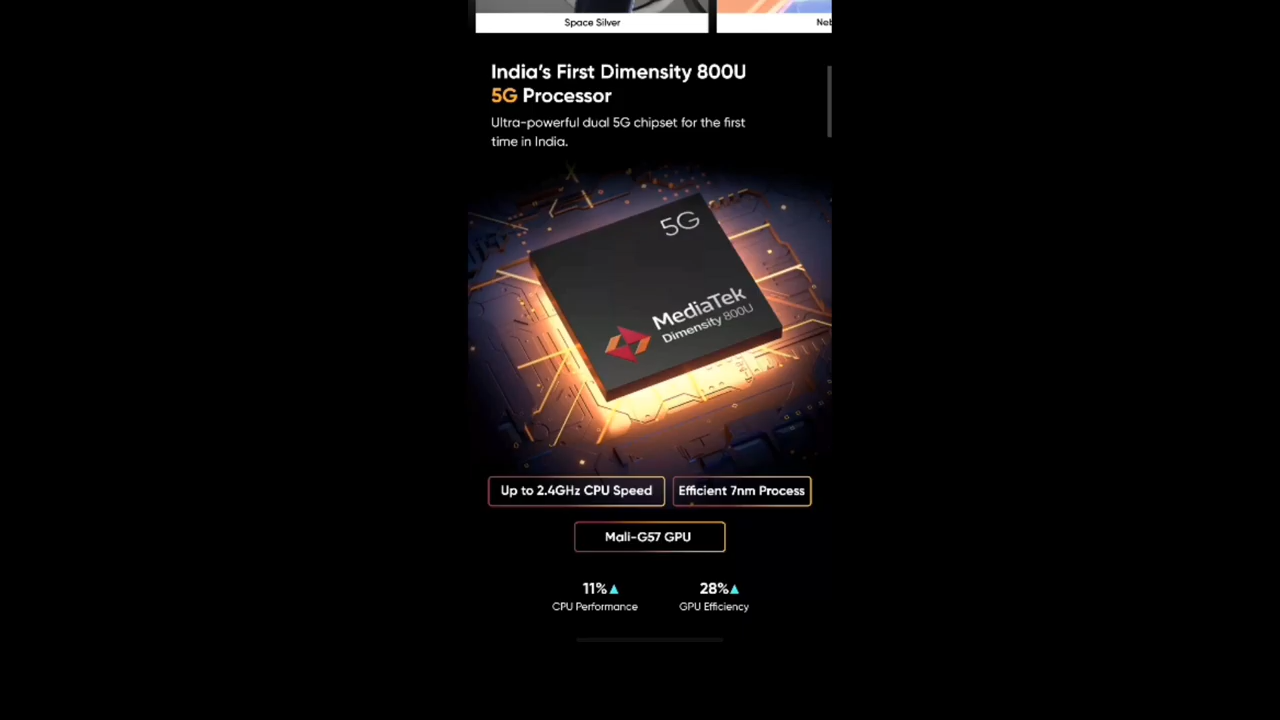 Space Silver
Neb
India's First Dimensity 800U
5G Processor
Ultra-powerful dual 5G chipset for the first
time in India.
5G
MediaTek
Dimensity 800U
Up to 2.4GHz CPU Speed
Efficient 7nm Process
Mali-G57 GPU
11%▲
28%▲
CPU Performance
GPU Efficiency